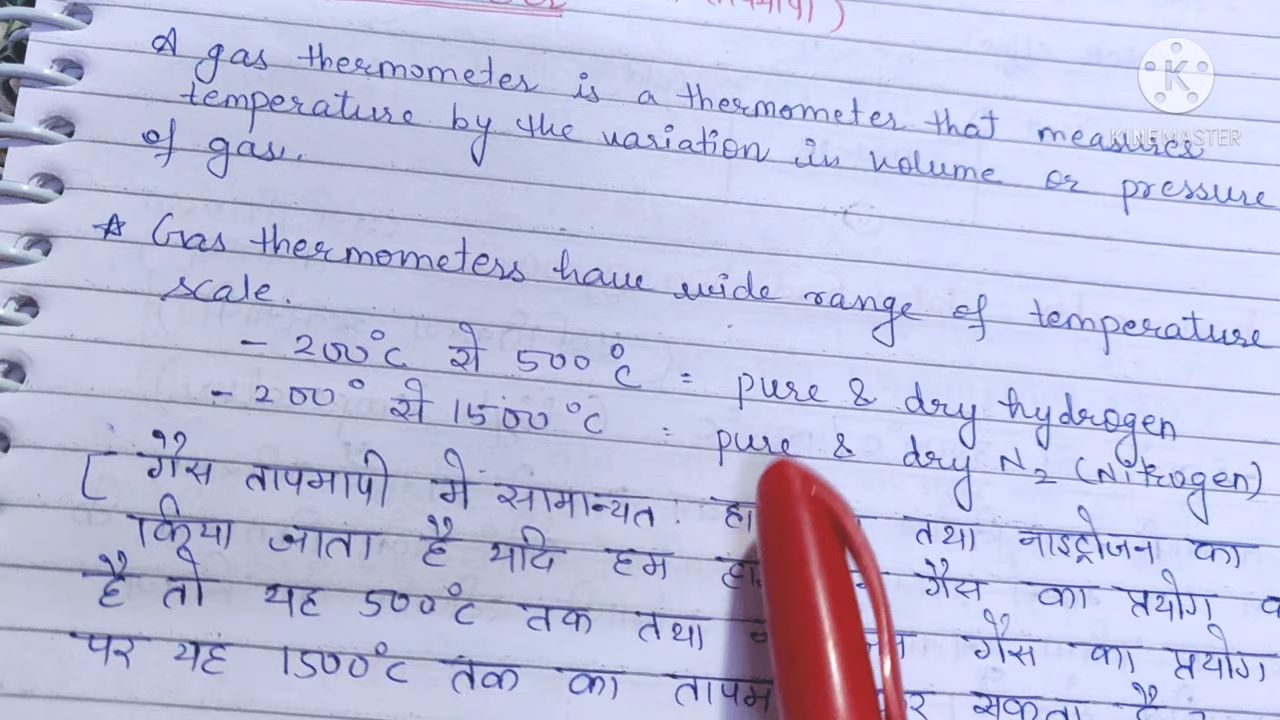 तापमापी )
A gas thermometer is a thermometer that measures
temperature by the variation in volume or pressure
of gas.
☆ Gas thermometers have wide range of temperature
scale.
- 200°C से 500°C = pure & dry hydrogen
- 200° से 1500°C = pure & dry N₂ (Nitrogen)
[ गैस तापमापी में सामान्यत: तथा नाइट्रोजन का
किया जाता है यदि हम गैस का प्रयोग
है तो यह 500°C तक तथा गैस का प्रयोग
पर यह 1500°C तक का सकता है
K
KINEMASTER